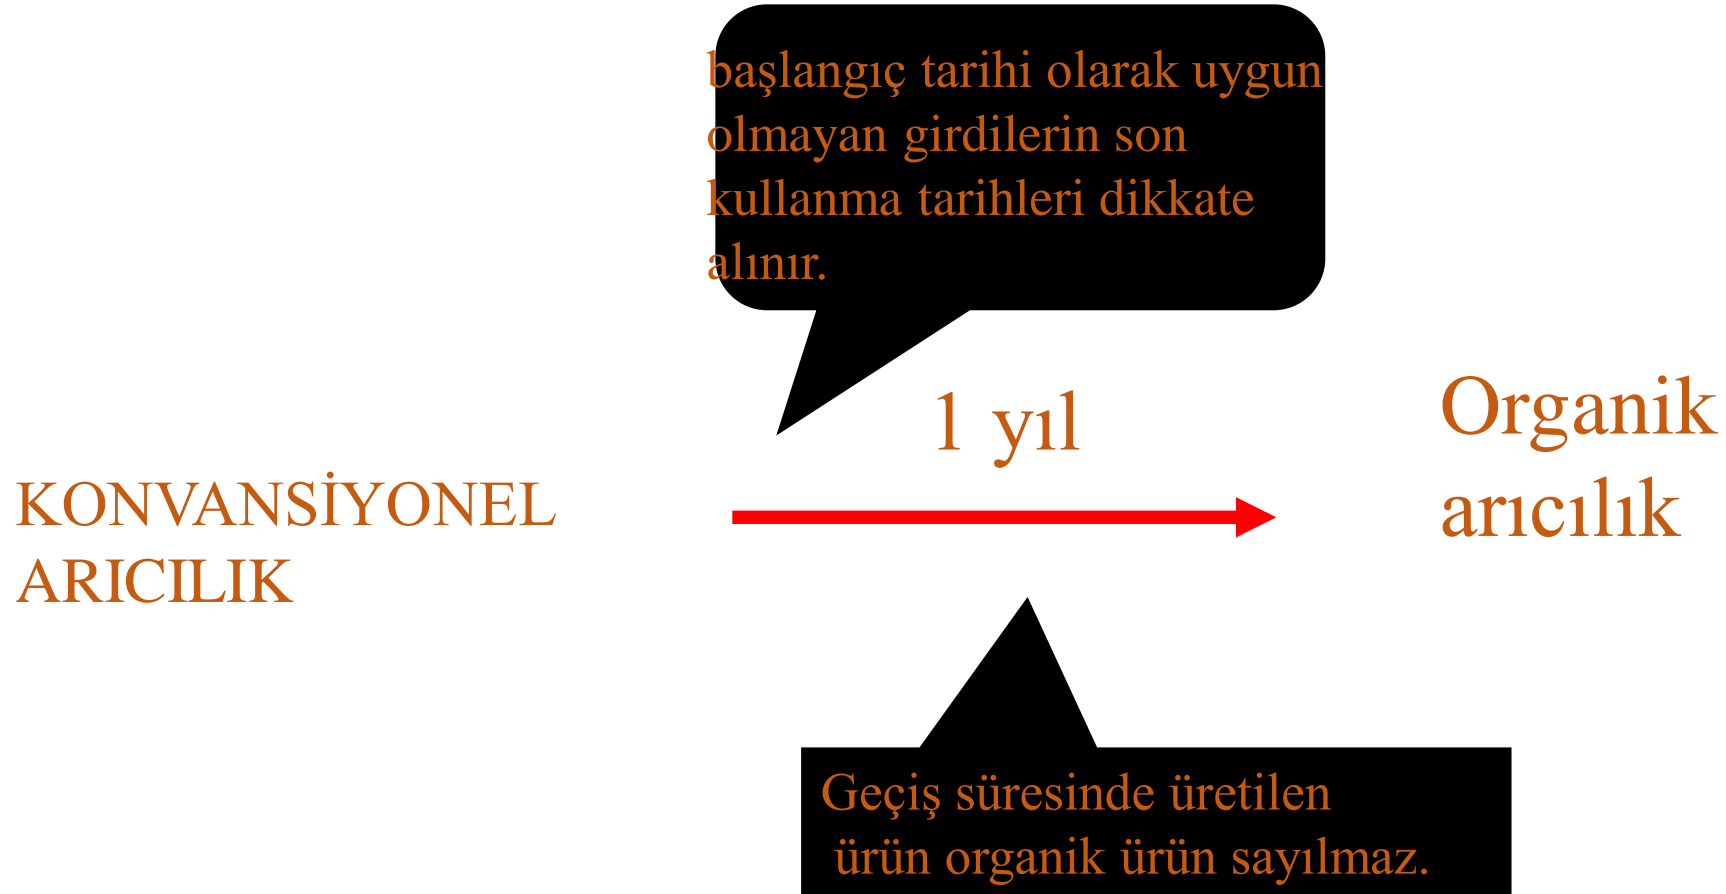 başlangıç tarihi olarak uygun
olmayan girdilerin son
kullanma tarihleri dikkate
alınır.
1 yıl
Organik
arıcılık
KONVANSİYONEL
ARICILIK
Geçiş süresinde üretilen
ürün organik ürün sayılmaz.